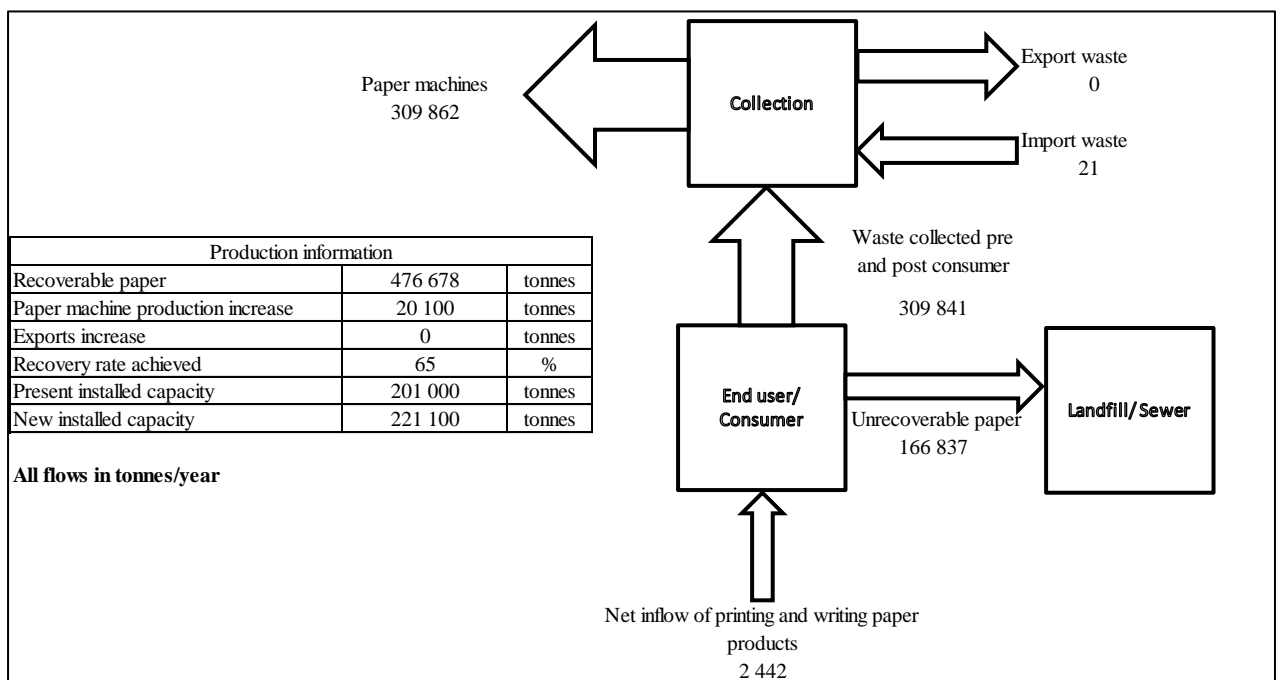 Paper machines
309 862
Collection
Export waste
0
Import waste
21
Waste collected pre
and post consumer
309 841
Production information
Recoverable paper 476 678 tonnes
Paper machine production increase 20 100 tonnes
Exports increase 0 tonnes
Recovery rate achieved 65 %
Present installed capacity 201 000 tonnes
New installed capacity 221 100 tonnes
All flows in tonnes/year
End user/
Consumer
Unrecoverable paper
166 837
Landfill/ Sewer
Net inflow of printing and writing paper
products
2 442